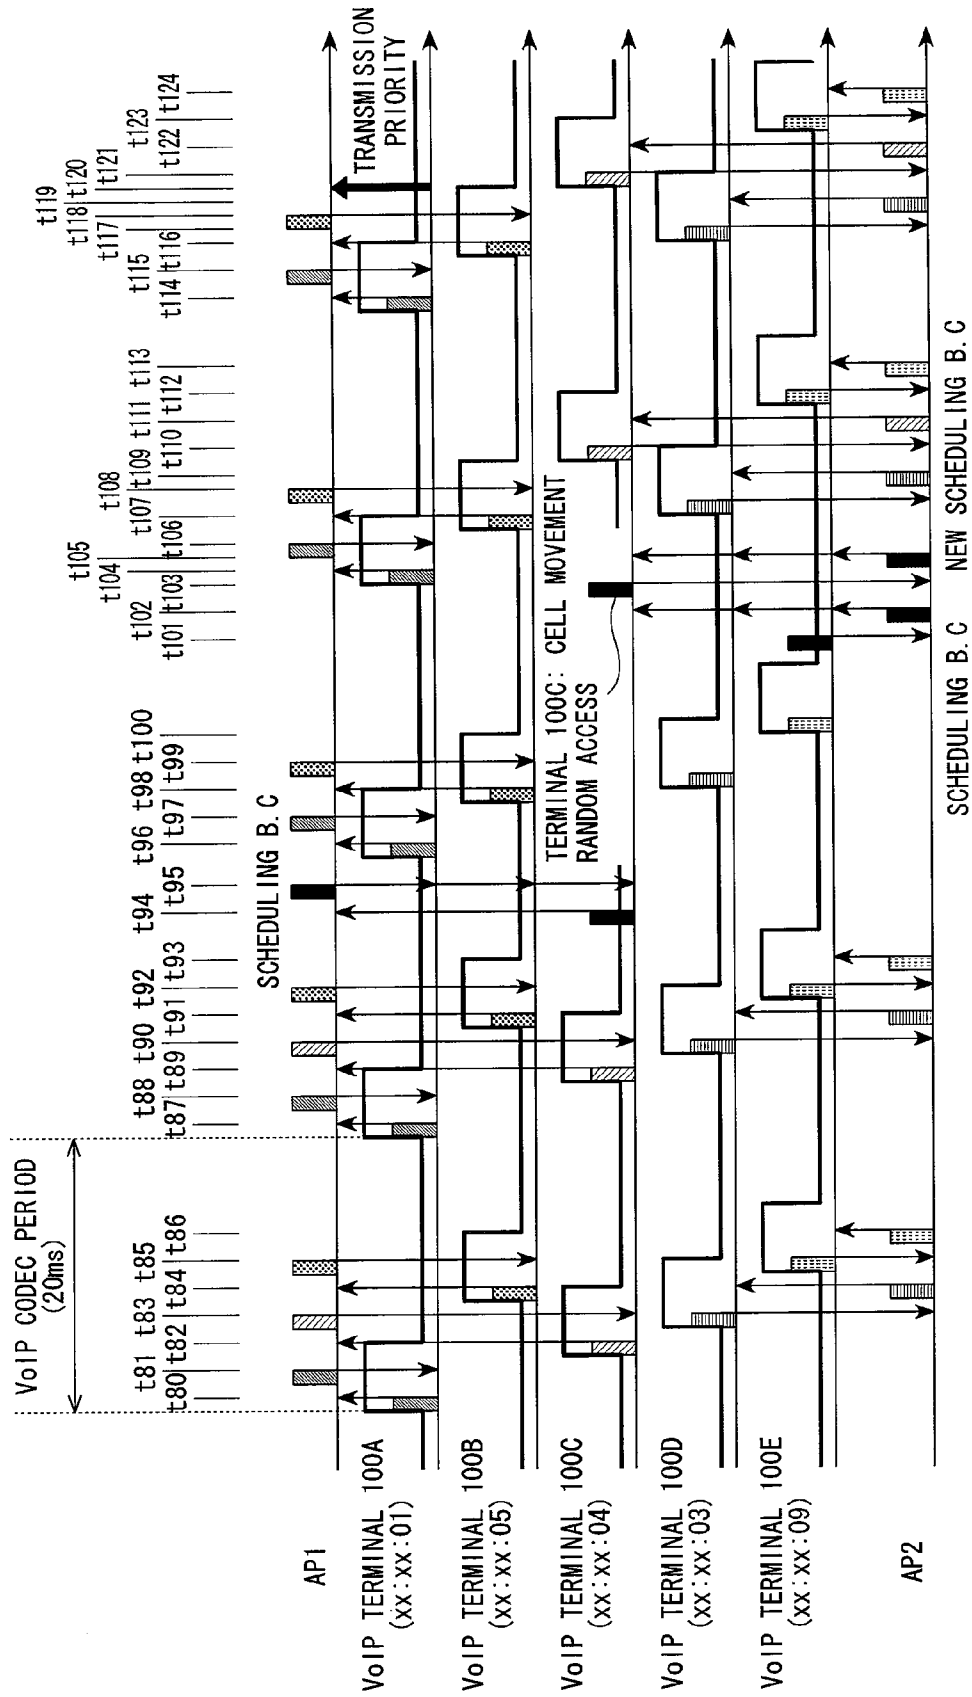 VoIP CODEC PERIOD
(20ms)
t80
t81
t82
t83
t84
t85
t86
t87
t88
t89
t90
t91
t92
t93
t94
t95
t96
t97
t98
t99
t100
t101
t102
t103
t104
t105
t106
t107
t108
t109
t110
t111
t112
t113
t114
t115
t116
t117
t118
t119
t120
t121
t122
t123
t124
SCHEDULING B.C
TRANSMISSION
PRIORITY
AP1
VoIP TERMINAL 100A
(xx:xx:01)
VoIP TERMINAL 100B
(xx:xx:05)
VoIP TERMINAL 100C
(xx:xx:04)
TERMINAL 100C: CELL MOVEMENT
RANDOM ACCESS
VoIP TERMINAL 100D
(xx:xx:03)
VoIP TERMINAL 100E
(xx:xx:09)
AP2
SCHEDULING B.C
NEW SCHEDULING B.C